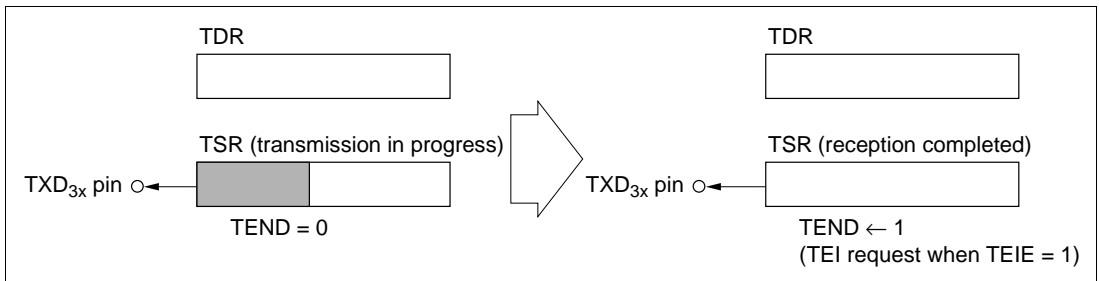 TDR
TSR (transmission in progress)
TXD3x pin
TEND = 0
TDR
TSR (reception completed)
TXD3x pin
TEND ← 1
(TEI request when TEIE = 1)